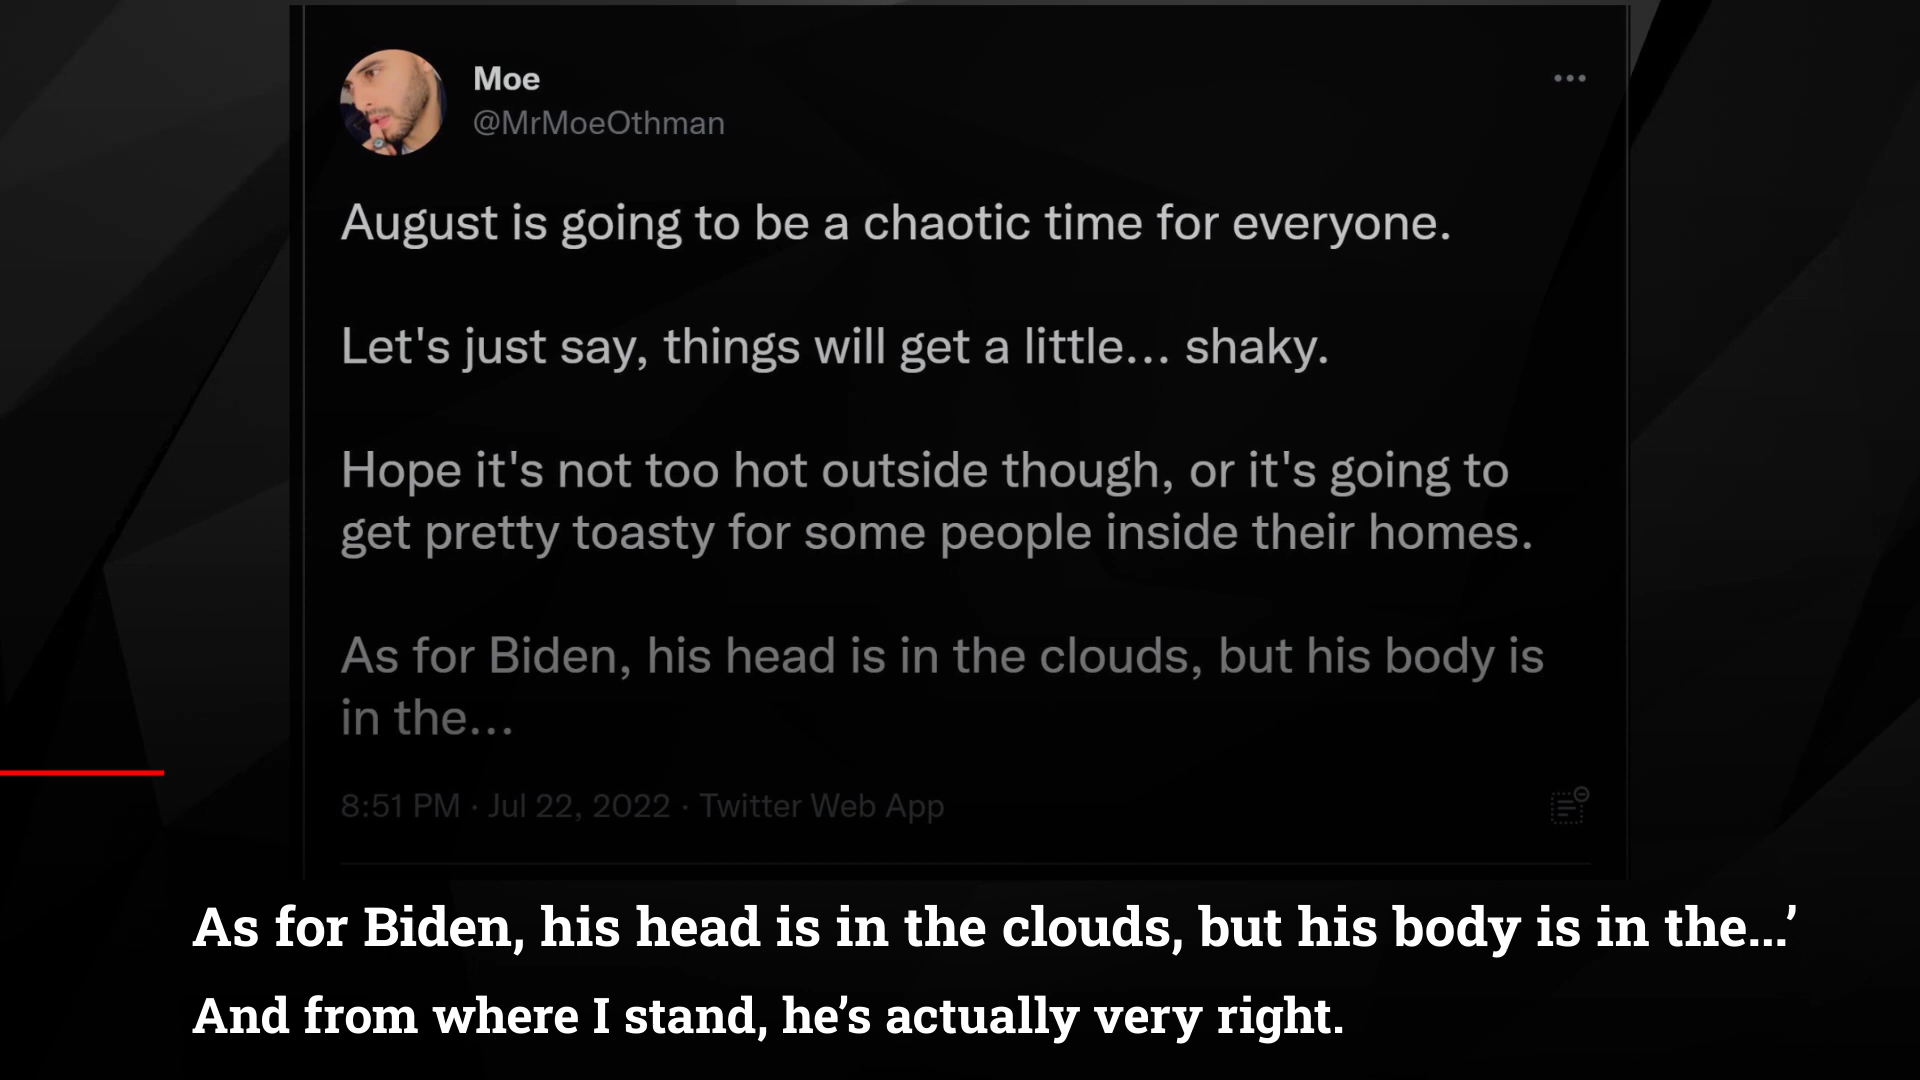 Moe
@MrMoeOthman
August is going to be a chaotic time for everyone.
Let's just say, things will get a little... shaky.
Hope it's not too hot outside though, or it's going to
get pretty toasty for some people inside their homes.
As for Biden, his head is in the clouds, but his body is
in the...
8:51 PM · Jul 22, 2022 · Twitter Web App
As for Biden, his head is in the clouds, but his body is in the...’
And from where I stand, he’s actually very right.